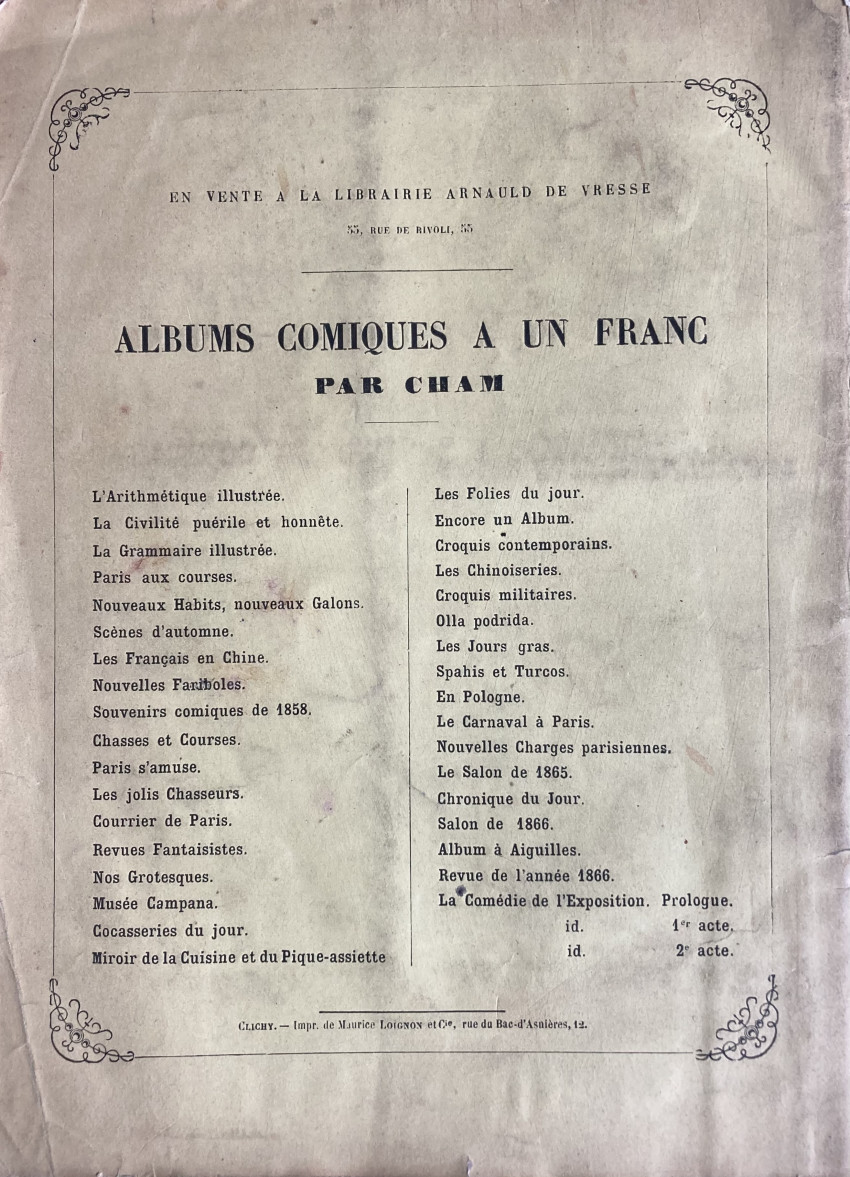 EN VENTE A LA LIBRAIRIE ARNAULD DE VRESSE
55, RUE DE RIVOLI, 55
ALBUMS COMIQUES A UN FRANC
PAR CHAM
L'Arithmétique illustrée.
La Civilité puérile et honnête.
La Grammaire illustrée.
Paris aux courses.
Nouveaux Habits, nouveaux Galons.
Scènes d'automne.
Les Français en Chine.
Nouvelles Fariboles.
Souvenirs comiques de 1858.
Chasses et Courses.
Paris s'amuse.
Les jolis Chasseurs.
Courrier de Paris.
Revues Fantaisistes.
Nos Grotesques.
Musée Campana.
Cocasseries du jour.
Miroir de la Cuisine et du Pique-assiette
Les Folies du jour.
Encore un Album.
Croquis contemporains.
Les Chinoiseries.
Croquis militaires.
Olla podrida.
Les Jours gras.
Spahis et Turcos.
En Pologne.
Le Carnaval à Paris.
Nouvelles Charges parisiennes.
Le Salon de 1865.
Chronique du Jour.
Salon de 1866.
Album à Aiguilles.
Revue de l'année 1866.
La Comédie de l'Exposition. Prologue.
id. 1er acte.
id. 2e acte.
CLICHY. — Impr. de Maurice LOIGNON et Cie, rue du Bac-d'Asnières, 12.